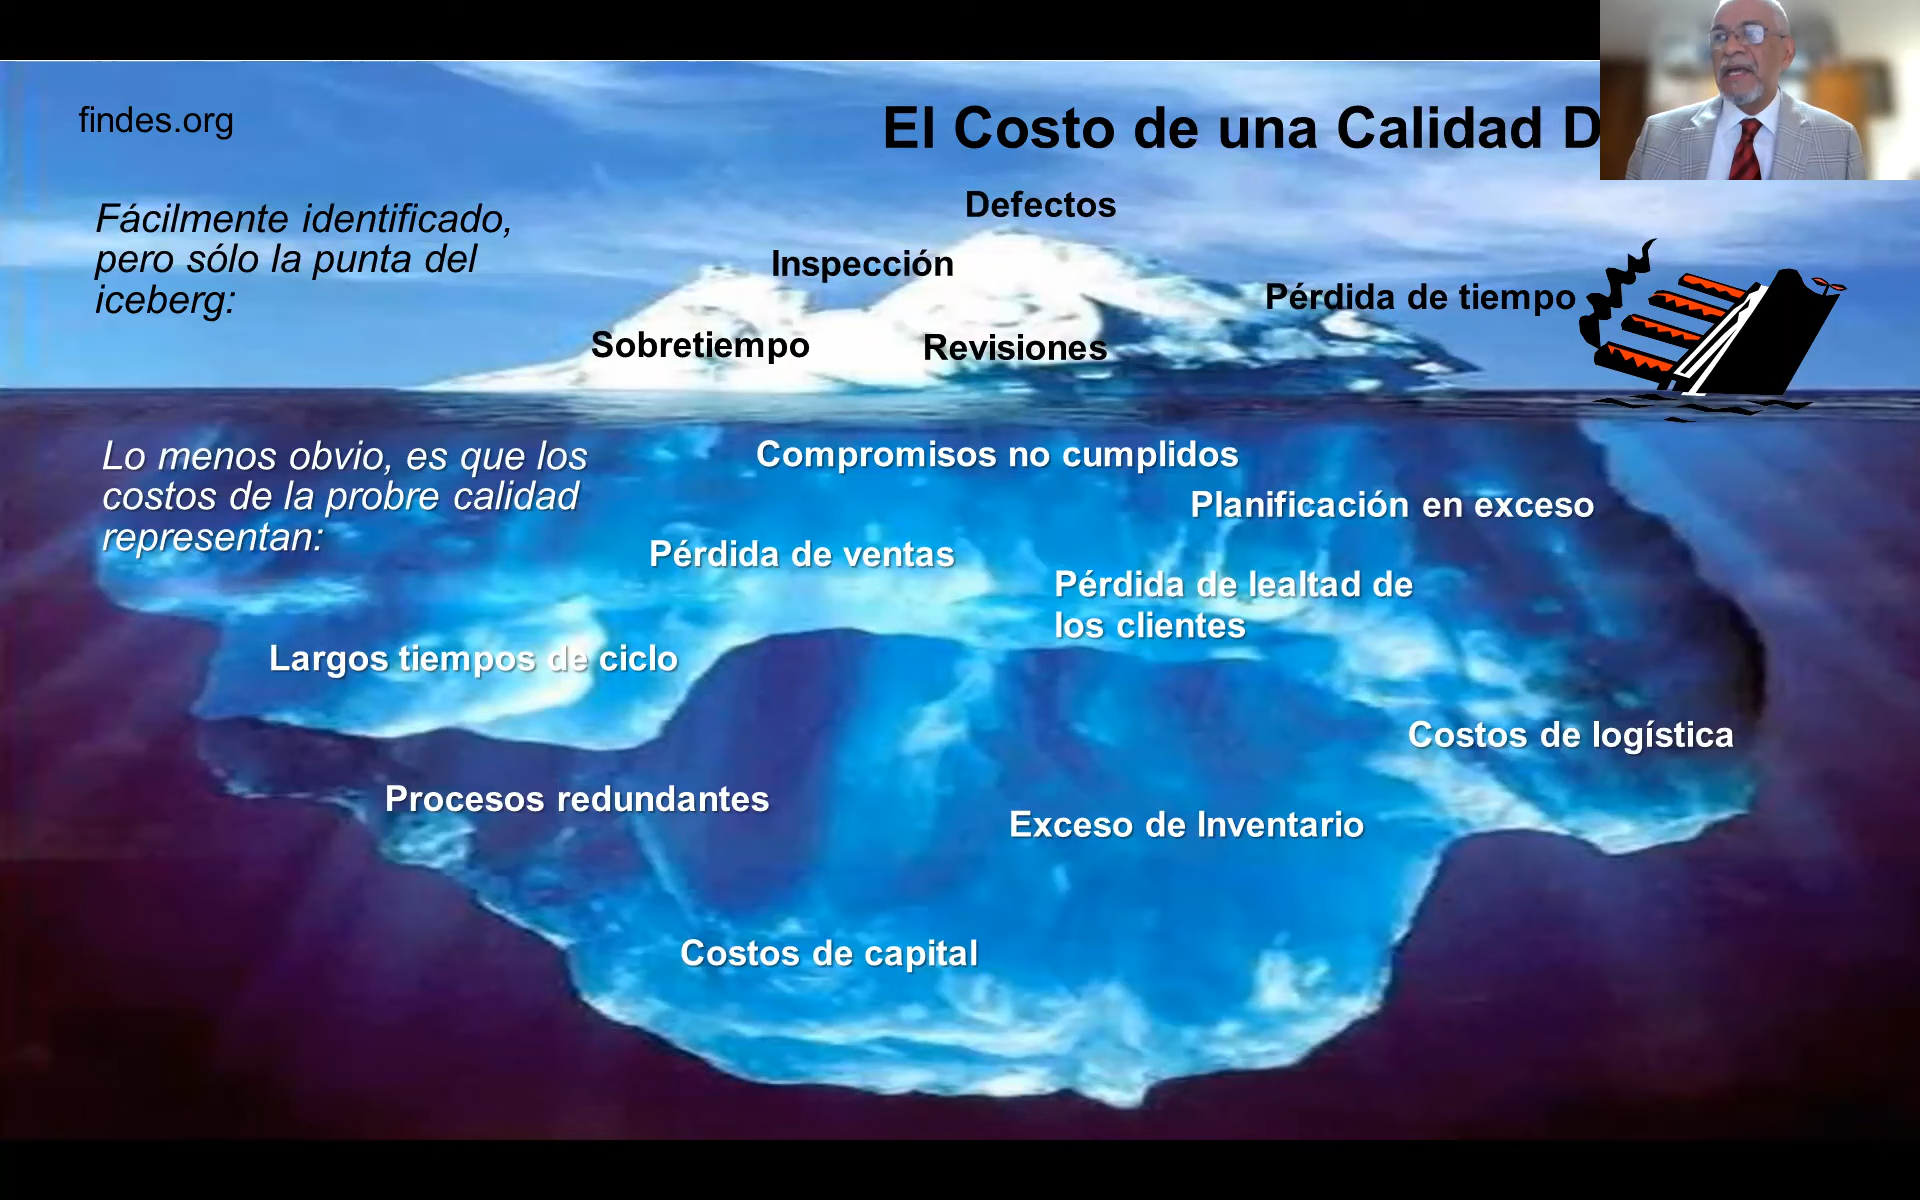 findes.org
El Costo de una Calidad D
Fácilmente identificado,
pero sólo la punta del
iceberg:
Defectos
Inspección
Pérdida de tiempo
Sobretiempo
Revisiones
Lo menos obvio, es que los
costos de la probre calidad
representan:
Compromisos no cumplidos
Planificación en exceso
Pérdida de ventas
Pérdida de lealtad de
los clientes
Largos tiempos de ciclo
Costos de logística
Procesos redundantes
Exceso de Inventario
Costos de capital